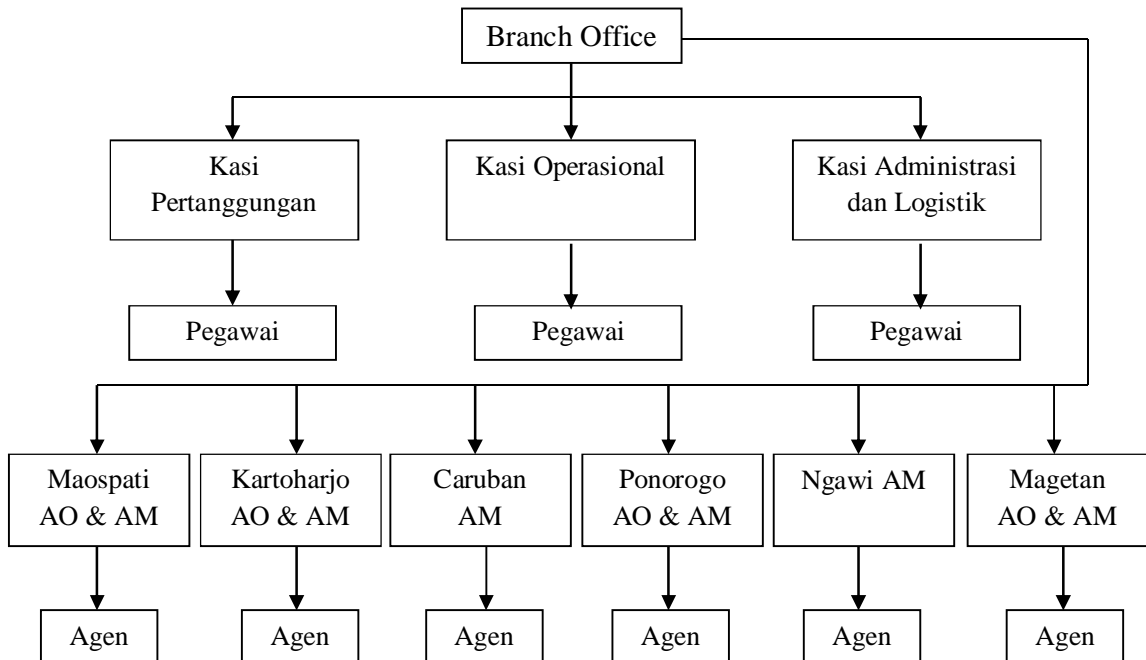 Branch Office
Kasi
Pertanggungan
Kasi Operasional
Kasi Administrasi
dan Logistik
Pegawai
Pegawai
Pegawai
Maospati
AO & AM
Kartoharjo
AO & AM
Caruban
AM
Ponorogo
AO & AM
Ngawi AM
Magetan
AO & AM
Agen
Agen
Agen
Agen
Agen
Agen